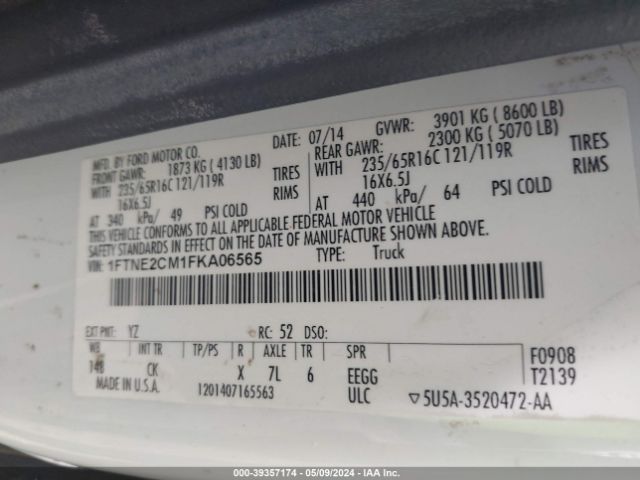 MFD. BY FORD MOTOR CO. DATE: 07/14 GVWR: 3901 KG ( 8600 LB)
FRONT GAWR: 1873 KG ( 4130 LB) REAR GAWR: 2300 KG ( 5070 LB)
WITH 235/65R16C 121/119R TIRES WITH 235/65R16C 121/119R TIRES
16X6.5J RIMS 16X6.5J RIMS
AT 340 kPa/ 49 PSI COLD AT 440 kPa/ 64 PSI COLD
THIS VEHICLE CONFORMS TO ALL APPLICABLE FEDERAL MOTOR VEHICLE
SAFETY STANDARDS IN EFFECT ON THE DATE OF MANUFACTURE SHOWN ABOVE.
VIN: 1FTNE2CM1FKA06565 TYPE: Truck
EXT PNT: YZ RC: 52 DSO:
WB INT TR TP/PS R AXLE TR SPR F0908
148 CK X 7L 6 EEGG T2139
MADE IN U.S.A. 1201407165563 ULC ▽5U5A-3520472-AA
000-39357174 - 05/09/2024 - IAA Inc.